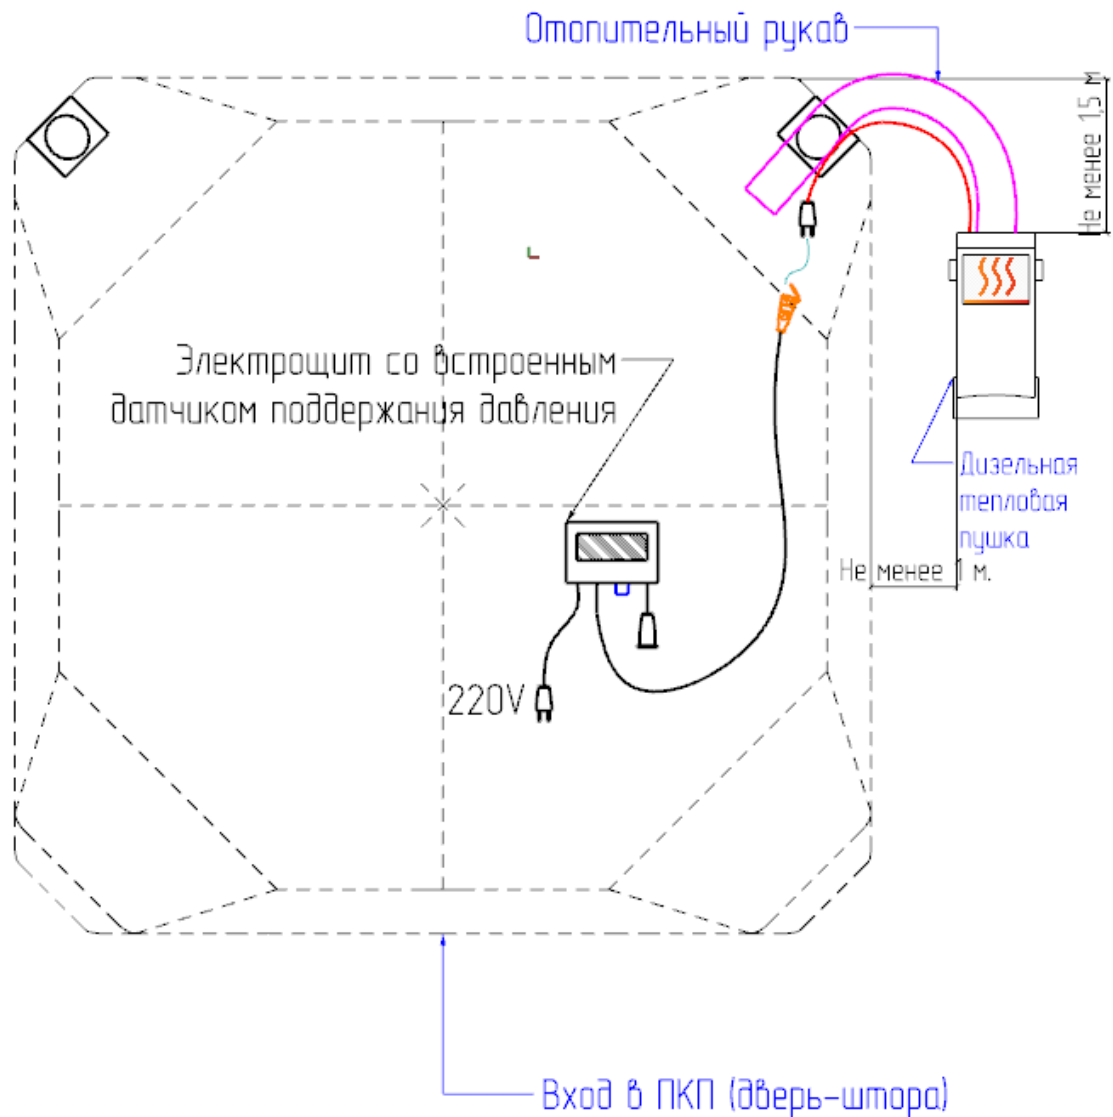 Отопительный рукав
Не менее 1,5 м
Электрощит со встроенным
датчиком поддержания давления
Дизельная
тепловая
пушка
Не менее 1 м.
220V
Вход в ПКП (дверь-штора)